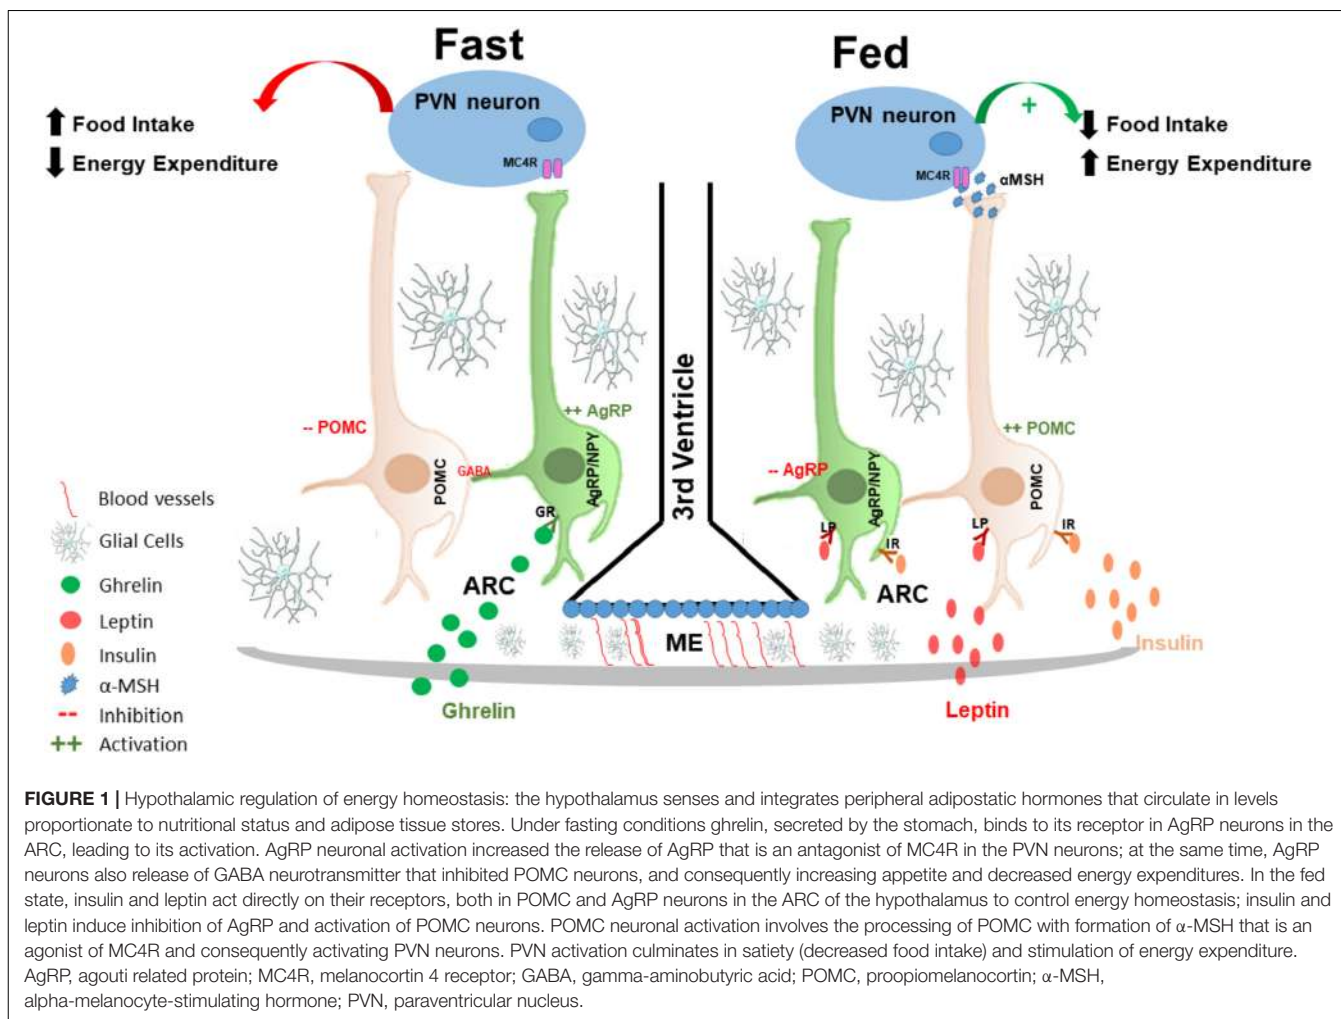 Fast
Fed
PVN neuron
MC4R
Food Intake
Energy Expenditure
PVN neuron
MC4R
αMSH
+
Food Intake
Energy Expenditure
-- POMC
POMC
GABA
++ AgRP
AgRP/NPY
GR
ARC
3rd Ventricle
ME
-- AgRP
AgRP/NPY
LP
IR
ARC
++ POMC
POMC
LP
IR
Ghrelin
Leptin
Insulin
Blood vessels
Glial Cells
Ghrelin
Leptin
Insulin
α-MSH
-- Inhibition
++ Activation
FIGURE 1 | Hypothalamic regulation of energy homeostasis: the hypothalamus senses and integrates peripheral adipostatic hormones that circulate in levels
proportionate to nutritional status and adipose tissue stores. Under fasting conditions ghrelin, secreted by the stomach, binds to its receptor in AgRP neurons in the
ARC, leading to its activation. AgRP neuronal activation increased the release of AgRP that is an antagonist of MC4R in the PVN neurons; at the same time, AgRP
neurons also release of GABA neurotransmitter that inhibited POMC neurons, and consequently increasing appetite and decreased energy expenditures. In the fed
state, insulin and leptin act directly on their receptors, both in POMC and AgRP neurons in the ARC of the hypothalamus to control energy homeostasis; insulin and
leptin induce inhibition of AgRP and activation of POMC neurons. POMC neuronal activation involves the processing of POMC with formation of α-MSH that is an
agonist of MC4R and consequently activating PVN neurons. PVN activation culminates in satiety (decreased food intake) and stimulation of energy expenditure.
AgRP, agouti related protein; MC4R, melanocortin 4 receptor; GABA, gamma-aminobutyric acid; POMC, proopiomelanocortin; α-MSH,
alpha-melanocyte-stimulating hormone; PVN, paraventricular nucleus.